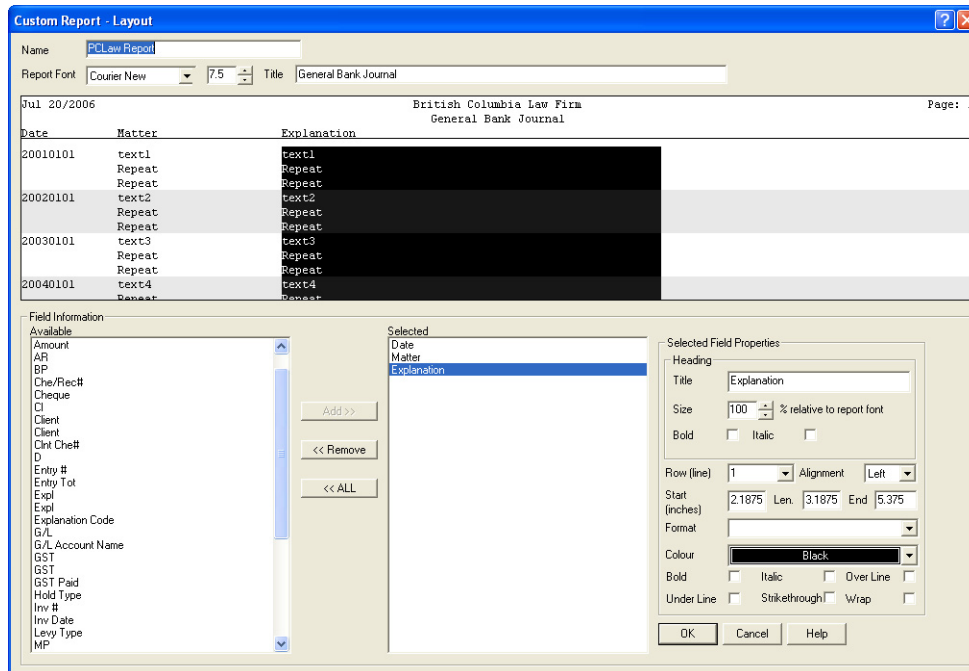 Custom Report - Layout
Name PCLaw Report
Report Font Courier New 7.5 Title General Bank Journal
Jul 20/2006 British Columbia Law Firm Page:
General Bank Journal
Date Matter Explanation
20010101 text1 text1
Repeat Repeat
Repeat Repeat
20020101 text2 text2
Repeat Repeat
Repeat Repeat
20030101 text3 text3
Repeat Repeat
Repeat Repeat
20040101 text4 text4
Repeat Repeat
Field Information
Available
Amount
AR
BP
Che/Rec#
Cheque
Cl
Client
Client
Clnt Che#
D
Entry #
Entry Tot
Expl
Expl
Explanation Code
G/L
G/L Account Name
GST
GST
GST Paid
Hold Type
Inv #
Inv Date
Levy Type
MP
Add >>
<< Remove
<< ALL
Selected
Date
Matter
Explanation
Selected Field Properties
Heading
Title Explanation
Size 100 % relative to report font
Bold Italic
Row (line) 1 Alignment Left
Start (inches) 2.1875 Len. 3.1875 End 5.375
Format
Colour Black
Bold Italic Over Line
Under Line Strikethrough Wrap
OK Cancel Help